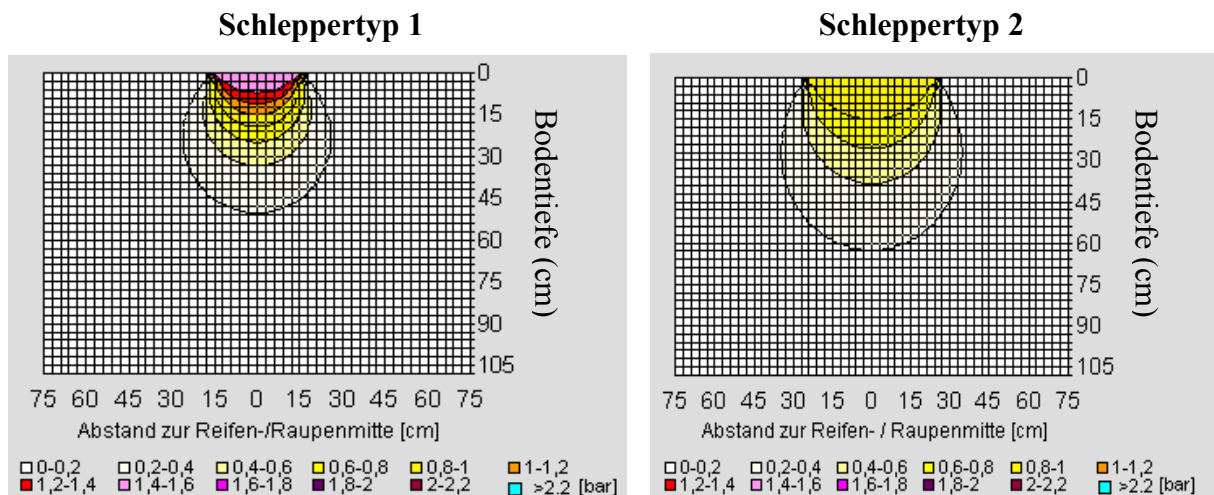 Schleppertyp 1
0
15
30
45
60
75
90
105
Bodentiefe (cm)
75 60 45 30 15 0 15 30 45 60 75
Abstand zur Reifen-/Raupenmitte [cm]
0-0,2 0,2-0,4 0,4-0,6 0,6-0,8 0,8-1 1-1,2
1,2-1,4 1,4-1,6 1,6-1,8 1,8-2 2-2,2 >2.2 [bar]
Schleppertyp 2
0
15
30
45
60
75
90
105
Bodentiefe (cm)
75 60 45 30 15 0 15 30 45 60 75
Abstand zur Reifen- / Raupenmitte [cm]
0-0,2 0,2-0,4 0,4-0,6 0,6-0,8 0,8-1 1-1,2
1,2-1,4 1,4-1,6 1,6-1,8 1,8-2 2-2,2 >2.2 [bar]